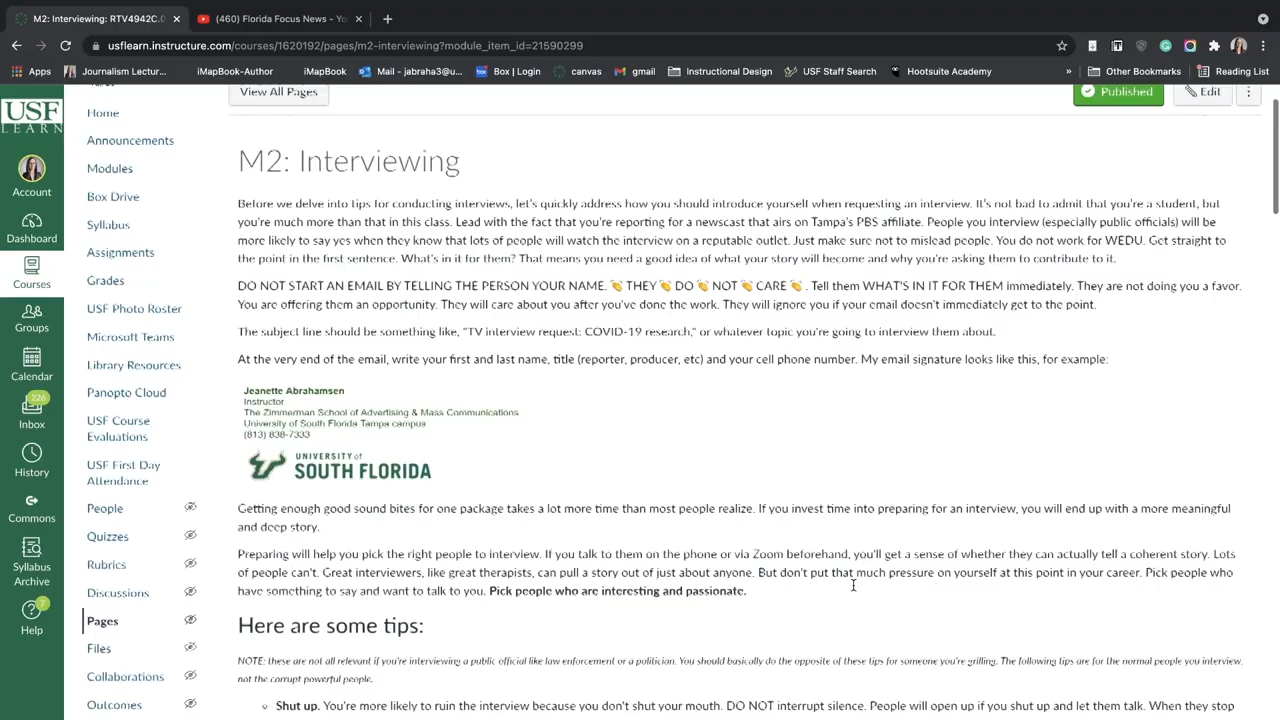 M2: Interviewing: RTV4942C.0
(460) Florida Focus News - Yo
usflearn.instructure.com/courses/1620192/pages/m2-interviewing?module_item_id=21590299
Apps
Journalism Lectur...
iMapBook-Author
iMapBook
Mail - jabraha3@u...
Box | Login
canvas
gmail
Instructional Design
USF Staff Search
Hootsuite Academy
»
Other Bookmarks
Reading List
USF
LEARN
Account
Dashboard
Courses
Groups
Calendar
226
Inbox
History
Commons
Syllabus
Archive
7
Help
Home
Announcements
Modules
Box Drive
Syllabus
Assignments
Grades
USF Photo Roster
Microsoft Teams
Library Resources
Panopto Cloud
USF Course
Evaluations
USF First Day
Attendance
People
Quizzes
Rubrics
Discussions
Pages
Files
Collaborations
Outcomes
View All Pages
Published
Edit
M2: Interviewing
Before we delve into tips for conducting interviews, let's quickly address how you should introduce yourself when requesting an interview. It's not bad to admit that you're a student, but
you're much more than that in this class. Lead with the fact that you're reporting for a newscast that airs on Tampa's PBS affiliate. People you interview (especially public officials) will be
more likely to say yes when they know that lots of people will watch the interview on a reputable outlet. Just make sure not to mislead people. You do not work for WEDU. Get straight to
the point in the first sentence. What's in it for them? That means you need a good idea of what your story will become and why you're asking them to contribute to it.
DO NOT START AN EMAIL BY TELLING THE PERSON YOUR NAME. 👏 THEY 👏 DO 👏 NOT 👏 CARE 👏 . Tell them WHAT'S IN IT FOR THEM immediately. They are not doing you a favor.
You are offering them an opportunity. They will care about you after you've done the work. They will ignore you if your email doesn't immediately get to the point.
The subject line should be something like, "TV interview request: COVID-19 research," or whatever topic you're going to interview them about.
At the very end of the email, write your first and last name, title (reporter, producer, etc) and your cell phone number. My email signature looks like this, for example:
Jeanette Abrahamsen
Instructor
The Zimmerman School of Advertising & Mass Communications
University of South Florida Tampa campus
(813) 838-7333
UNIVERSITY of
SOUTH FLORIDA
Getting enough good sound bites for one package takes a lot more time than most people realize. If you invest time into preparing for an interview, you will end up with a more meaningful
and deep story.
Preparing will help you pick the right people to interview. If you talk to them on the phone or via Zoom beforehand, you'll get a sense of whether they can actually tell a coherent story. Lots
of people can't. Great interviewers, like great therapists, can pull a story out of just about anyone. But don't put that much pressure on yourself at this point in your career. Pick people who
have something to say and want to talk to you. Pick people who are interesting and passionate.
Here are some tips:
NOTE: these are not all relevant if you're interviewing a public official like law enforcement or a politician. You should basically do the opposite of these tips for someone you're grilling. The following tips are for the normal people you interview,
not the corrupt powerful people.
Shut up. You're more likely to ruin the interview because you don't shut your mouth. DO NOT interrupt silence. People will open up if you shut up and let them talk. When they stop